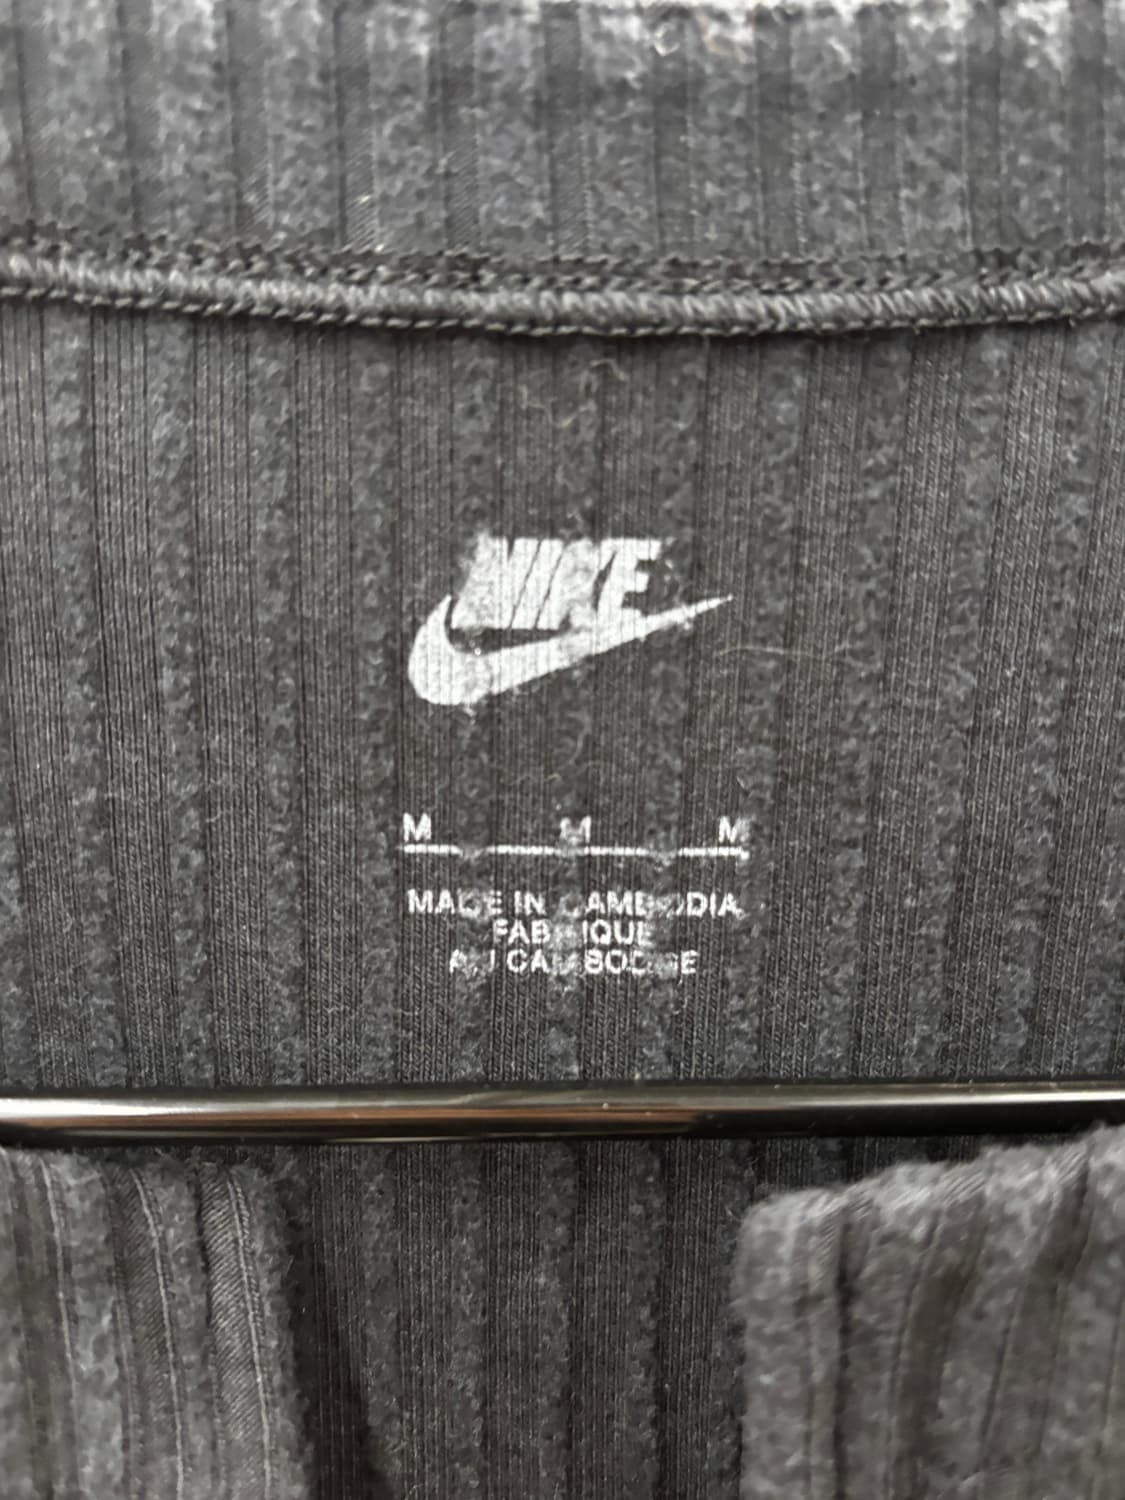 NIKE
M M M
MADE IN CAMBODIA
FABRIQUE
AU CAMBODGE